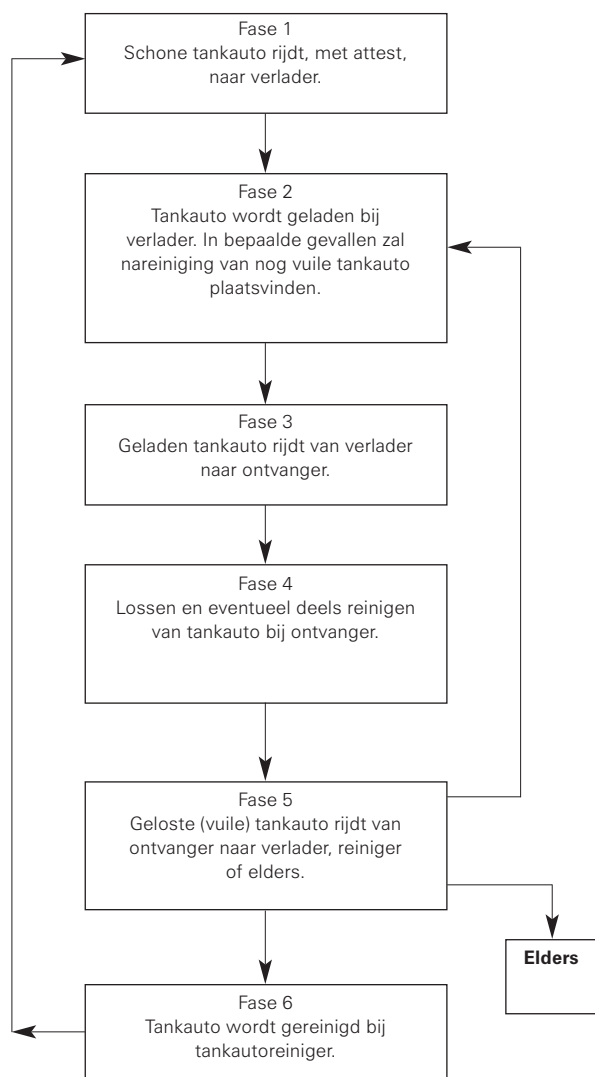 Fase 1
Schone tankauto rijdt, met attest,
naar verlader.
Fase 2
Tankauto wordt geladen bij
verlader. In bepaalde gevallen zal
nareiniging van nog vuile tankauto
plaatsvinden.
Fase 3
Geladen tankauto rijdt van verlader
naar ontvanger.
Fase 4
Lossen en eventueel deels reinigen
van tankauto bij ontvanger.
Fase 5
Geloste (vuile) tankauto rijdt van
ontvanger naar verlader, reiniger
of elders.
Elders
Fase 6
Tankauto wordt gereinigd bij
tankautoreiniger.